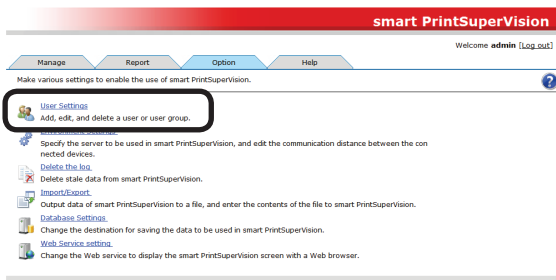 smart PrintSuperVision
Welcome admin [Log out]
Manage Report Option Help
Make various settings to enable the use of smart PrintSuperVision.
?
User Settings
Add, edit, and delete a user or user group.
Specify the server to be used in smart PrintSuperVision, and edit the communication distance between the con
nected devices.
Delete the log
Delete stale data from smart PrintSuperVision.
Import/Export
Output data of smart PrintSuperVision to a file, and enter the contents of the file to smart PrintSuperVision.
Database Settings
Change the destination for saving the data to be used in smart PrintSuperVision.
Web Service setting
Change the Web service to display the smart PrintSuperVision screen with a Web browser.